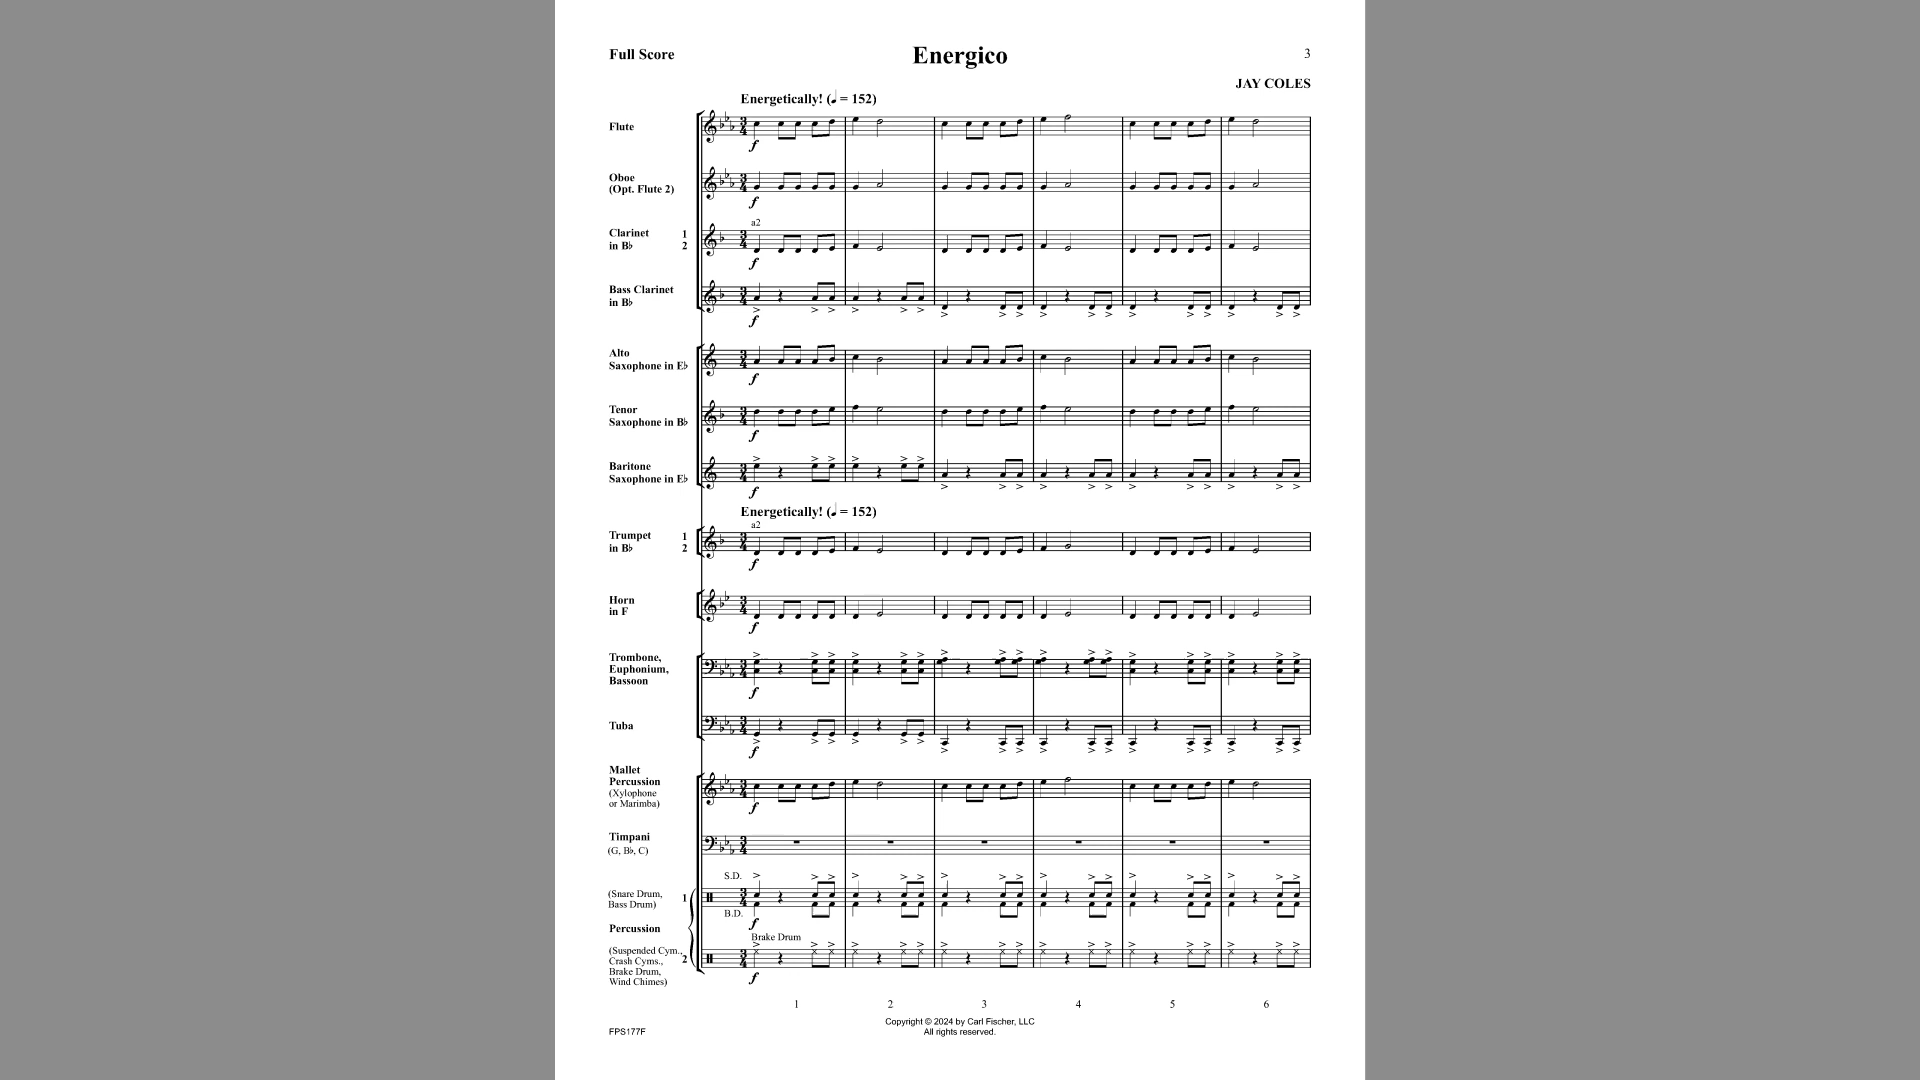 Full Score
Energico
3
JAY COLES
Energetically! (♩ = 152)
Flute
f
Oboe
(Opt. Flute 2)
f
a2
Clarinet 1
in B♭ 2
f
Bass Clarinet
in B♭
f
Alto
Saxophone in E♭
f
Tenor
Saxophone in B♭
f
Baritone
Saxophone in E♭
f
Energetically! (♩ = 152)
a2
Trumpet 1
in B♭ 2
f
Horn
in F
f
Trombone,
Euphonium,
Bassoon
f
Tuba
f
Mallet
Percussion
(Xylophone
or Marimba)
f
Timpani
(G, B♭, C)
S.D.
(Snare Drum, 1
Bass Drum)
B.D.
f
Percussion
Brake Drum
(Suspended Cym., 2
Crash Cyms.,
Brake Drum,
Wind Chimes)
f
1 2 3 4 5 6
Copyright © 2024 by Carl Fischer, LLC
All rights reserved.
FPS177F